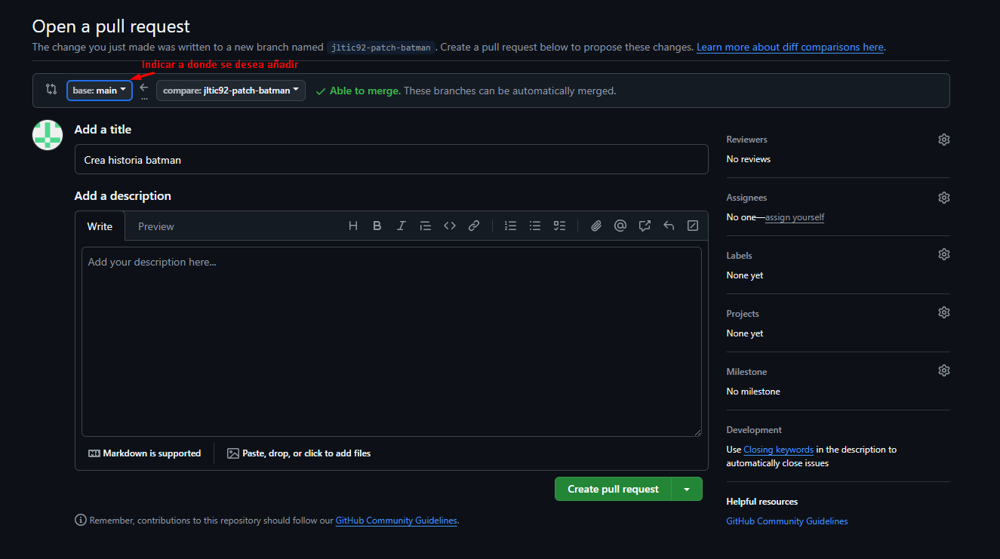 Open a pull request
The change you just made was written to a new branch named jltic92-patch-batman . Create a pull request below to propose these changes. Learn more about diff comparisons here.
Indicar a donde se desea añadir
base: main
...
compare: jltic92-patch-batman
Able to merge. These branches can be automatically merged.
Add a title
Crea historia batman
Add a description
Write
Preview
Add your description here...
Markdown is supported
Paste, drop, or click to add files
Create pull request
Remember, contributions to this repository should follow our GitHub Community Guidelines.
Reviewers
No reviews
Assignees
No one—assign yourself
Labels
None yet
Projects
None yet
Milestone
No milestone
Development
Use Closing keywords in the description to
automatically close issues
Helpful resources
GitHub Community Guidelines